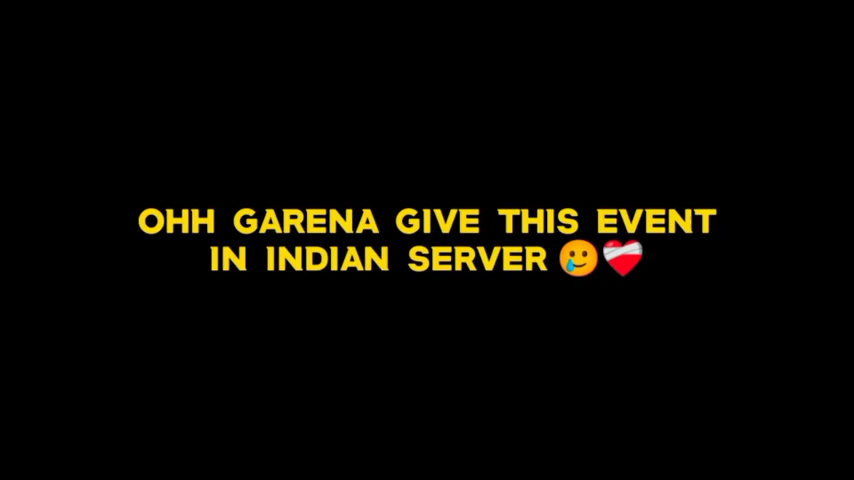 OHH GARENA GIVE THIS EVENT
IN INDIAN SERVER 🥲❤️‍🩹